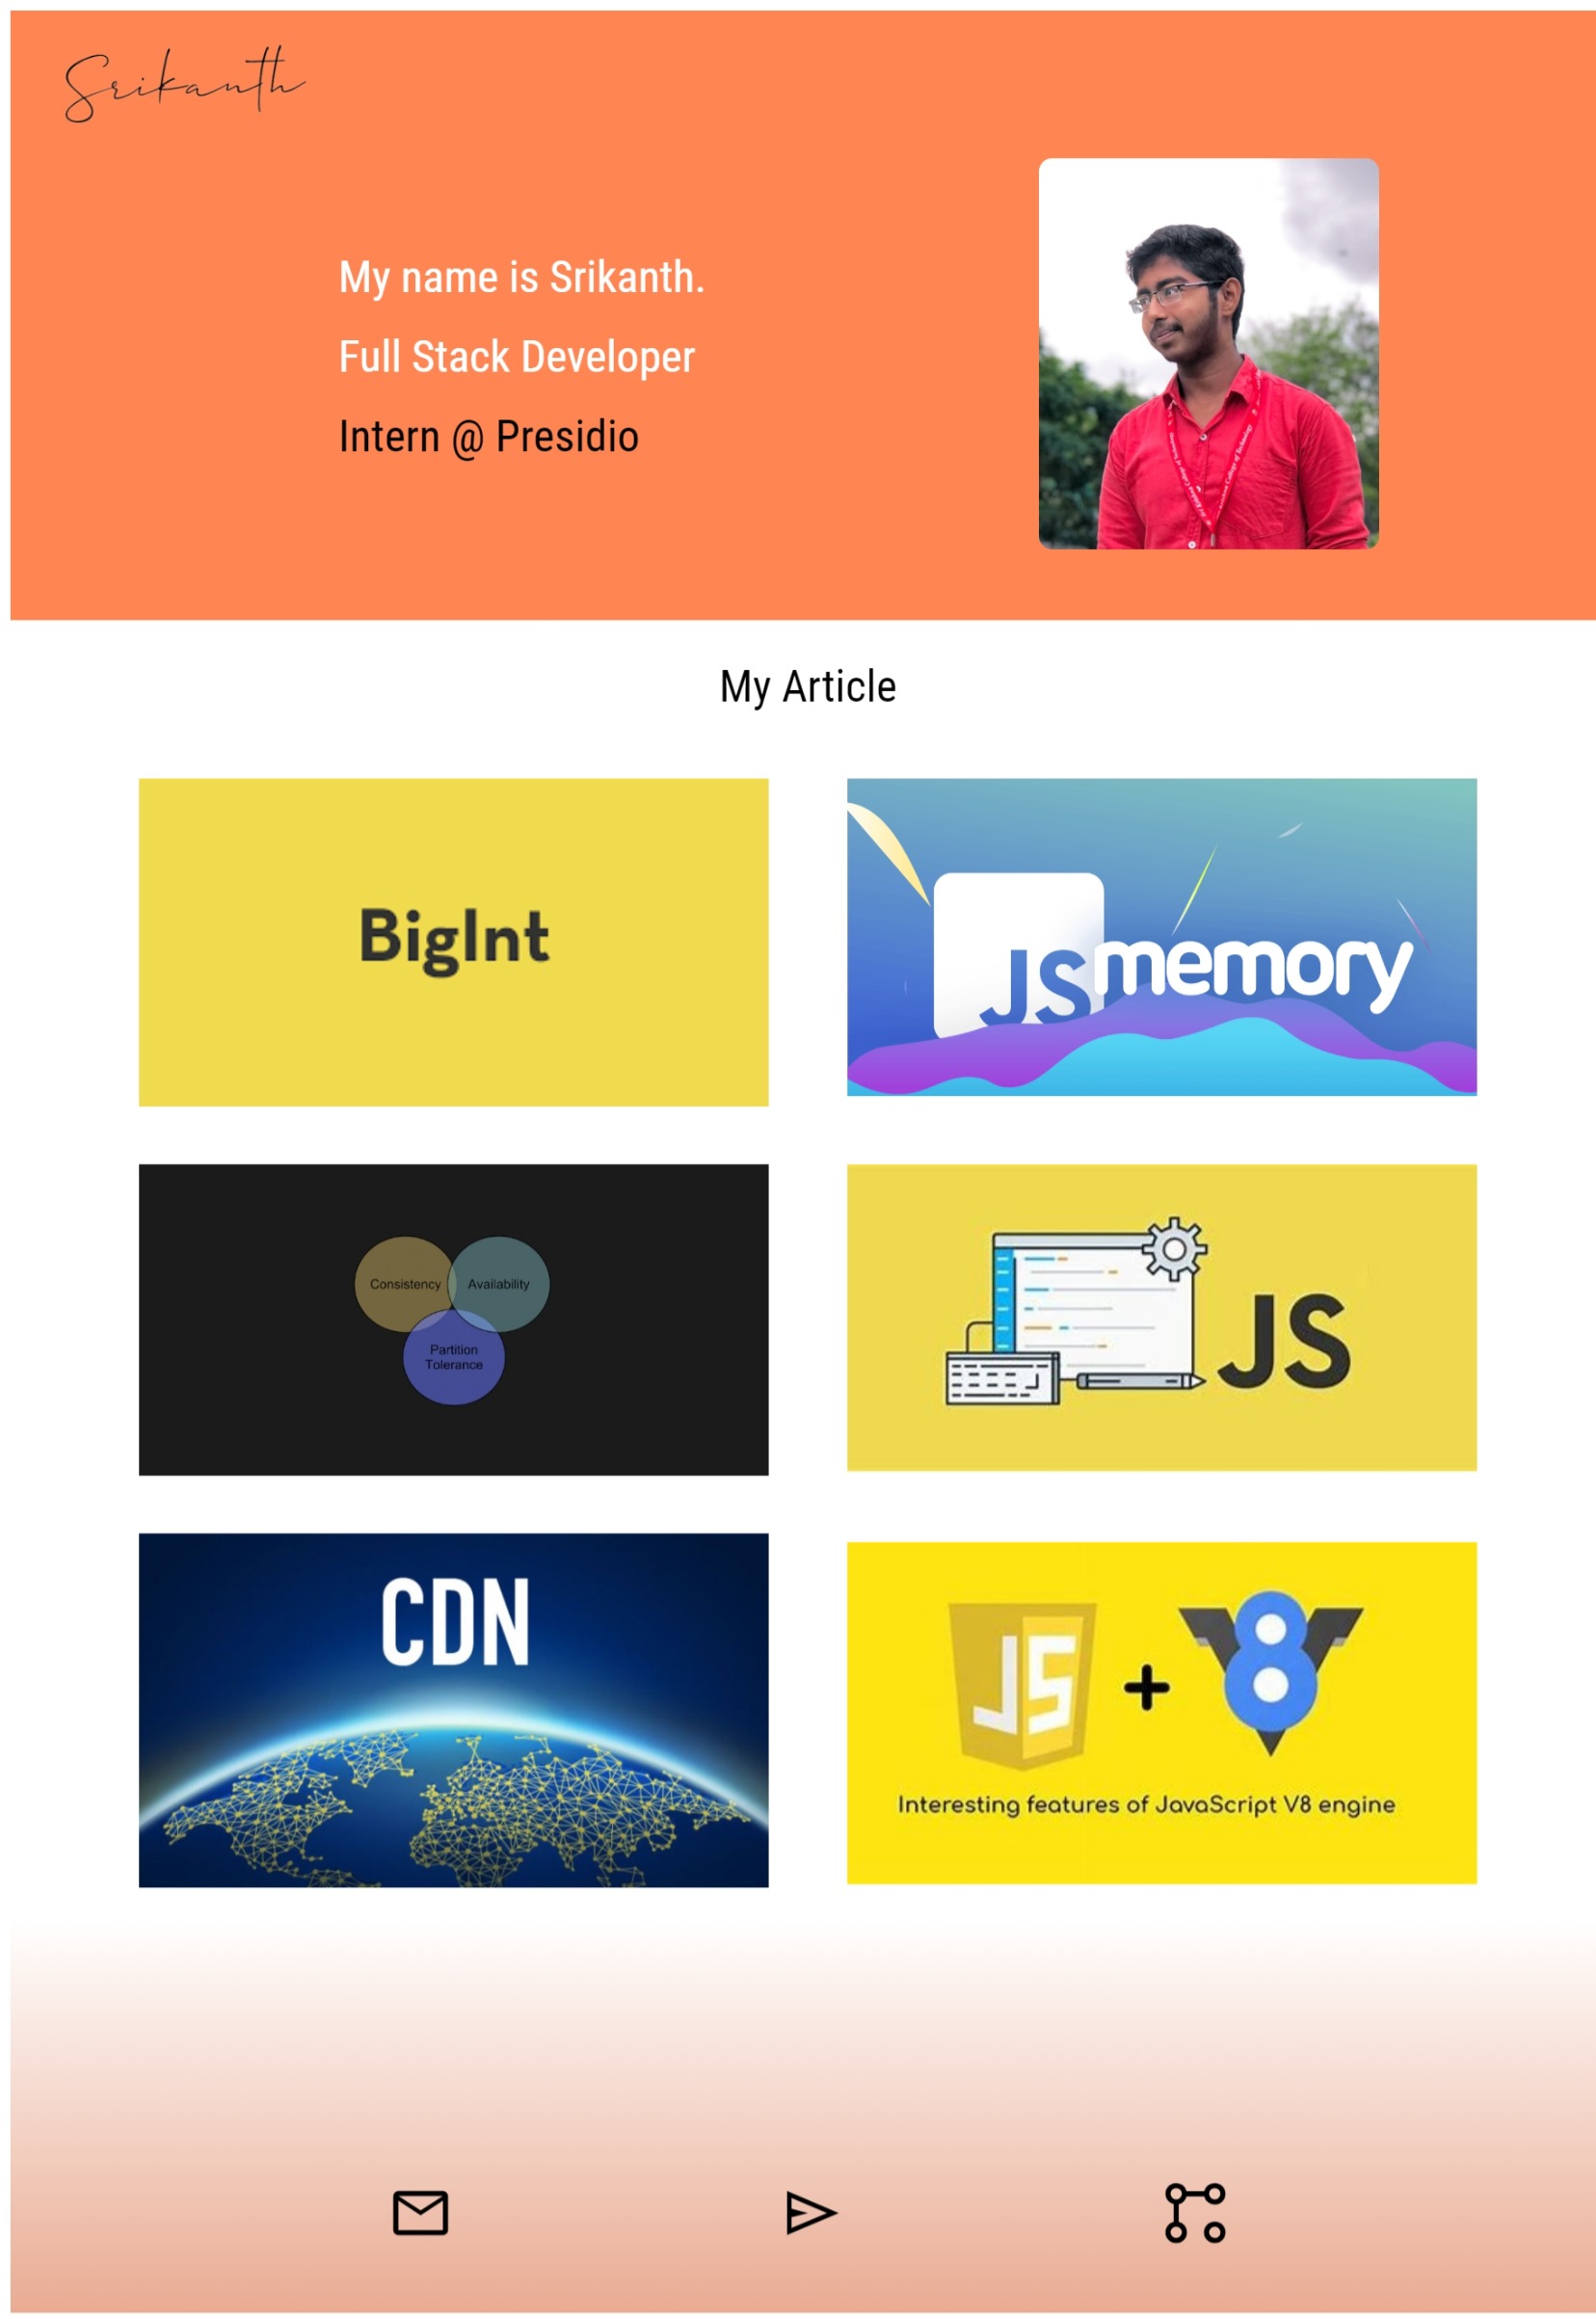 Srikanth
My name is Srikanth.
Full Stack Developer
Intern @ Presidio
My Article
BigInt
JS memory
Consistency
Availability
Partition
Tolerance
JS
CDN
JS + V8
Interesting features of JavaScript V8 engine